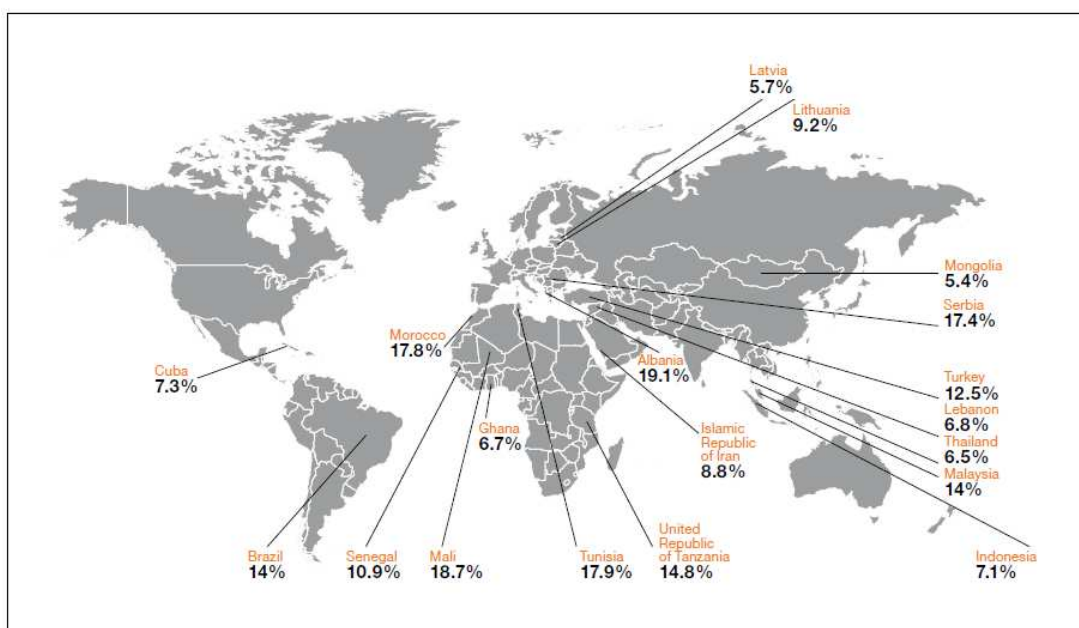 Latvia
5.7%
Lithuania
9.2%
Mongolia
5.4%
Serbia
17.4%
Morocco
17.8%
Albania
19.1%
Cuba
7.3%
Turkey
12.5%
Lebanon
6.8%
Ghana
6.7%
Islamic
Republic
of Iran
8.8%
Thailand
6.5%
Malaysia
14%
Brazil
14%
Senegal
10.9%
Mali
18.7%
Tunisia
17.9%
United
Republic
of Tanzania
14.8%
Indonesia
7.1%